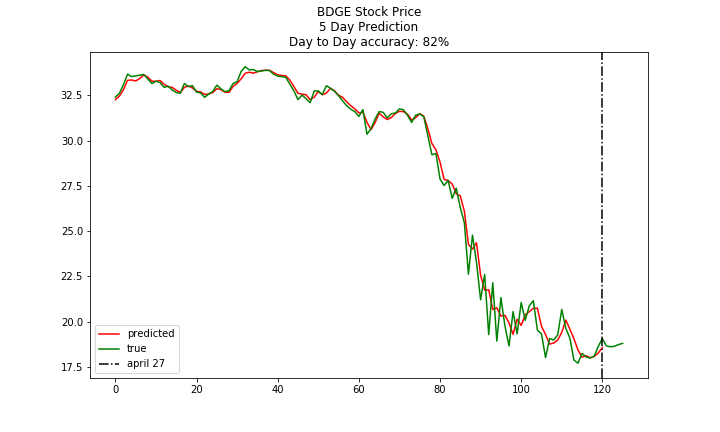 BDGE Stock Price
5 Day Prediction
Day to Day accuracy: 82%
32.5
30.0
27.5
25.0
22.5
20.0
17.5
predicted
true
april 27
0 20 40 60 80 100 120